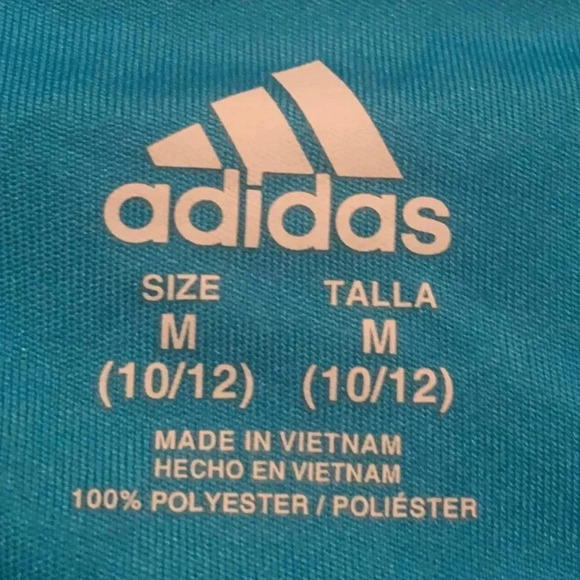 adidas
SIZE TALLA
M M
(10/12) (10/12)
MADE IN VIETNAM
HECHO EN VIETNAM
100% POLYESTER / POLIÉSTER